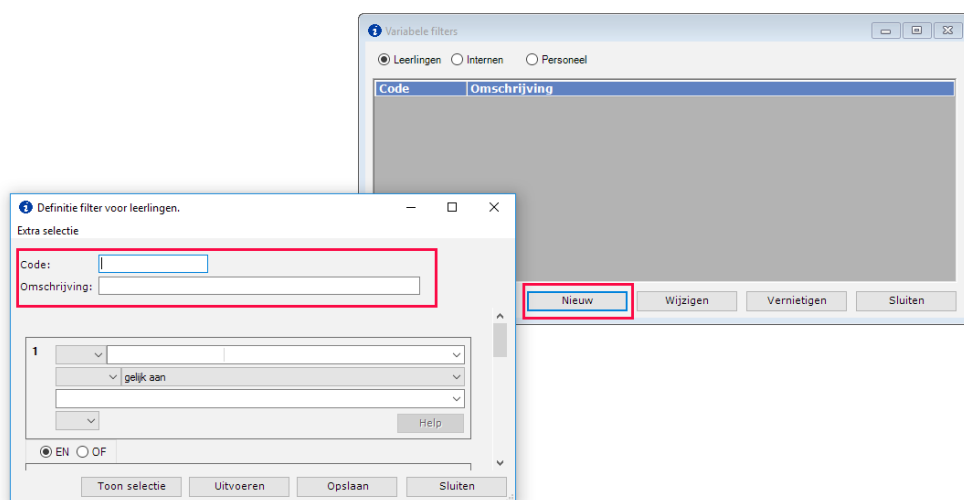 Variabele filters
Leerlingen Internen Personeel
Code Omschrijving
Nieuw Wijzigen Vernietigen Sluiten
Definitie filter voor leerlingen.
Extra selectie
Code:
Omschrijving:
1
gelijk aan
Help
EN OF
Toon selectie Uitvoeren Opslaan Sluiten